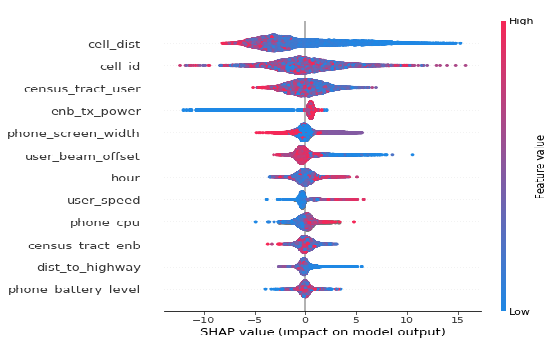 High
cell_dist
cell_id
census_tract_user
enb_tx_power
phone_screen_width
user_beam_offset
hour
user_speed
phone_cpu
census_tract_enb
dist_to_highway
phone_battery_level
Feature value
Low
−10 −5 0 5 10 15
SHAP value (impact on model output)